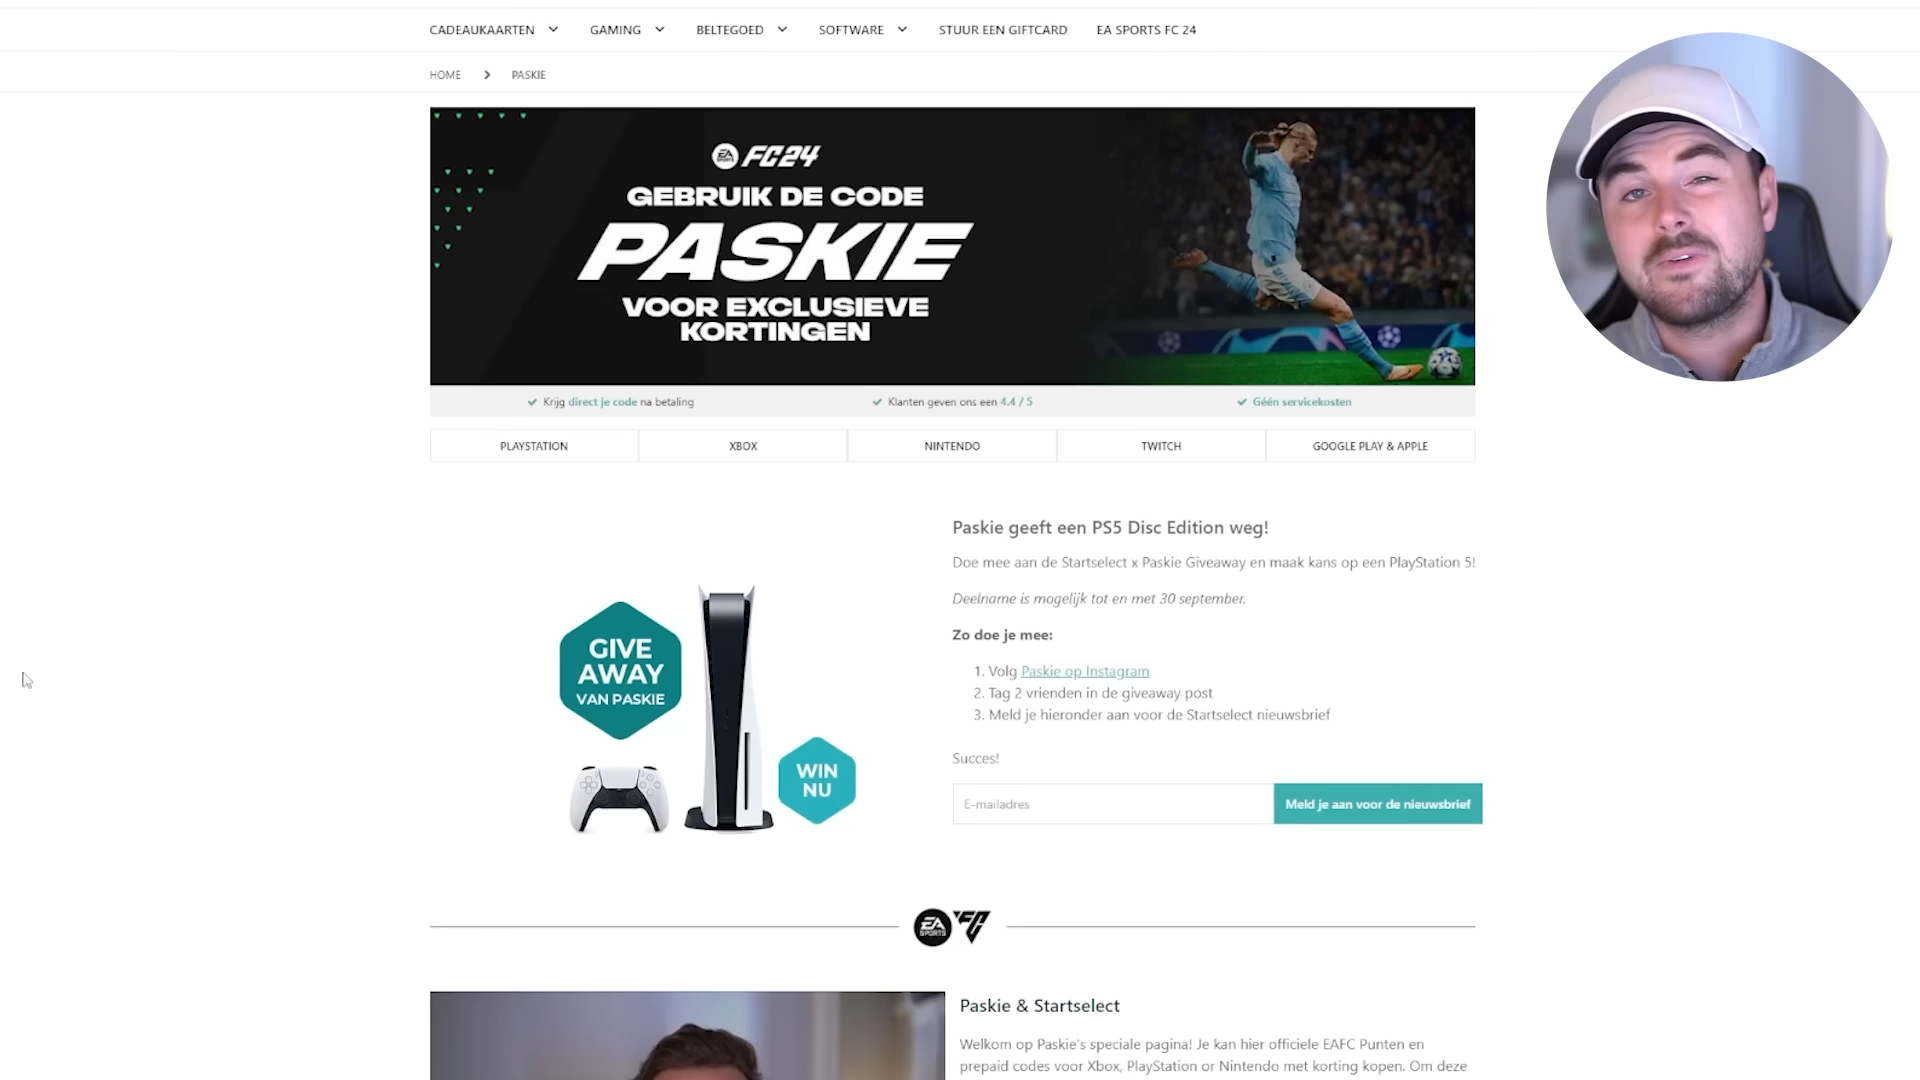 CADEAUKAARTEN
GAMING
BELTEGOED
SOFTWARE
STUUR EEN GIFTCARD
EA SPORTS FC 24
HOME
PASKIE
EA SPORTS FC24
GEBRUIK DE CODE
PASKIE
VOOR EXCLUSIEVE
KORTINGEN
Krijg direct je code na betaling
Klanten geven ons een 4.4 / 5
Géén servicekosten
PLAYSTATION
XBOX
NINTENDO
TWITCH
GOOGLE PLAY & APPLE
GIVE
AWAY
VAN PASKIE
WIN
NU
Paskie geeft een PS5 Disc Edition weg!
Doe mee aan de Startselect x Paskie Giveaway en maak kans op een PlayStation 5!
Deelname is mogelijk tot en met 30 september.
Zo doe je mee:
1. Volg Paskie op Instagram
2. Tag 2 vrienden in de giveaway post
3. Meld je hieronder aan voor de Startselect nieuwsbrief
Succes!
E-mailadres
Meld je aan voor de nieuwsbrief
EA SPORTS FC
Paskie & Startselect
Welkom op Paskie's speciale pagina! Je kan hier officiele EAFC Punten en
prepaid codes voor Xbox, PlayStation or Nintendo met korting kopen. Om deze